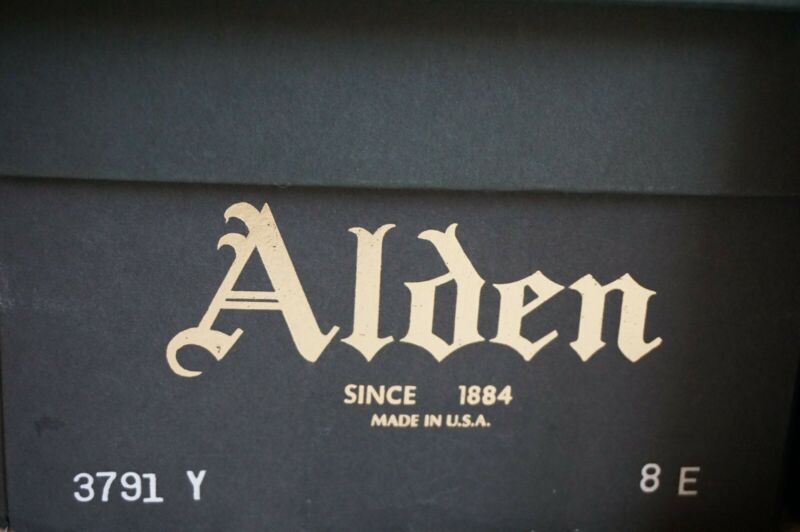 Alden
SINCE 1884
MADE IN U.S.A.
3791 Y 8 E